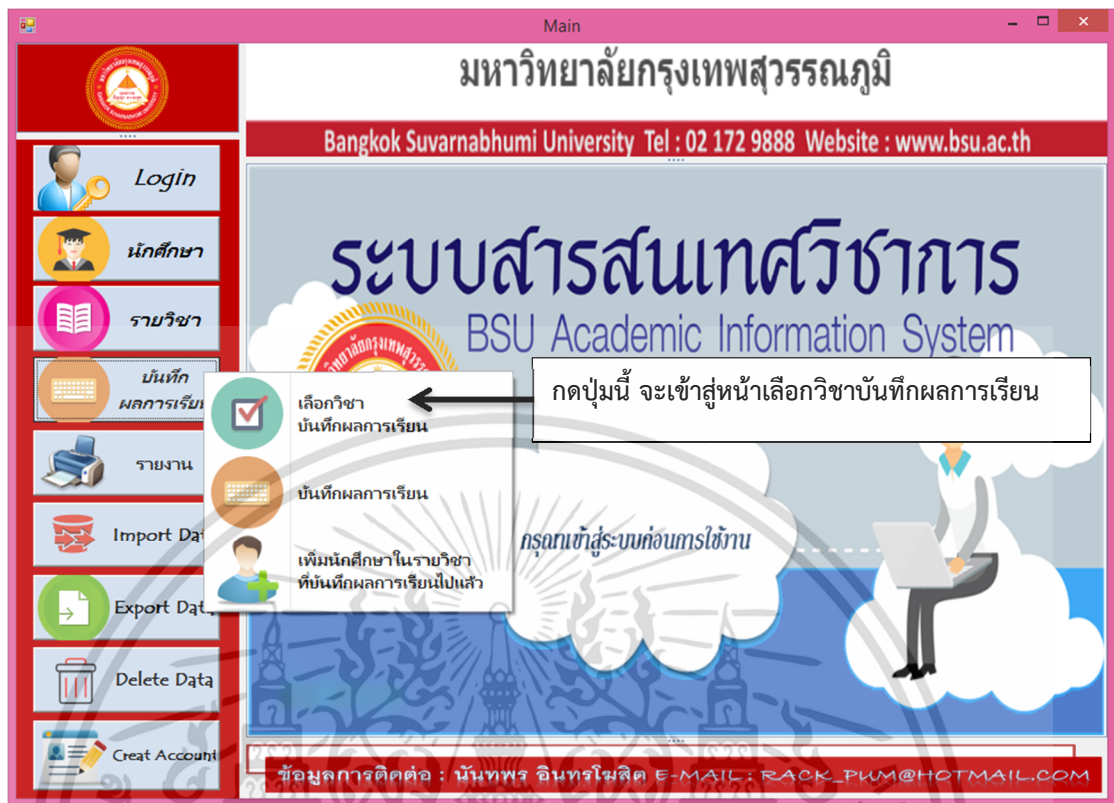 Main
มหาวิทยาลัยกรุงเทพสุวรรณภูมิ
Bangkok Suvarnabhumi University Tel : 02 172 9888 Website : www.bsu.ac.th
Login
นักศึกษา
รายวิชา
บันทึก
ผลการเรีย
รายงาน
Import Da
Export Dat
Delete Data
Creat Account
ระบบสารสนเทศวิชาการ
BSU Academic Information System
กดปุ่มนี้ จะเข้าสู่หน้าเลือกวิชาบันทึกผลการเรียน
เลือกวิชา
บันทึกผลการเรียน
บันทึกผลการเรียน
เพิ่มนักศึกษาในรายวิชา
ที่บันทึกผลการเรียนไปแล้ว
กรุณาเข้าสู่ระบบก่อนการใช้งาน
ข้อมูลการติดต่อ : นันทพร อินทรโฆสิต E-MAIL : RACK_PUM@HOTMAIL.COM